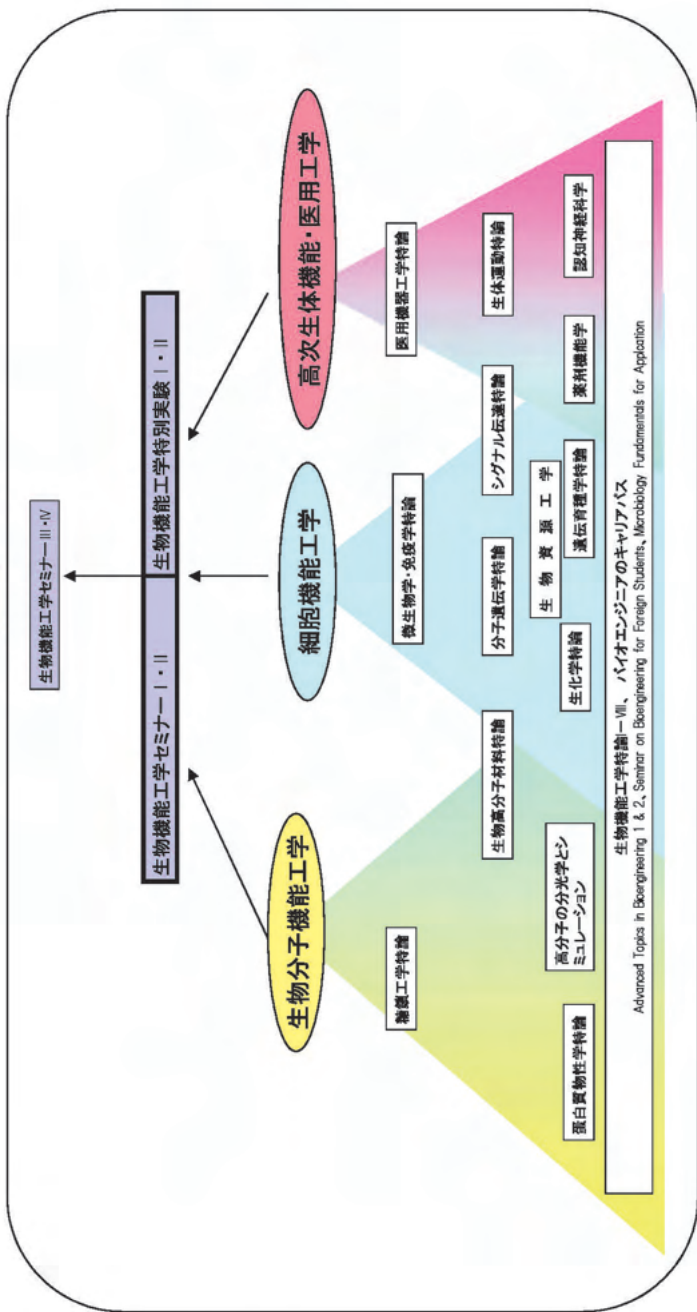 生物機能工学セミナーⅢ・Ⅳ
生物機能工学セミナーⅠ・Ⅱ
生物機能工学特別実験Ⅰ・Ⅱ
生物分子機能工学
細胞機能工学
高次生体機能・医用工学
糖鎖工学特論
微生物学・免疫学特論
医用機器工学特論
生物高分子材料特論
分子遺伝学特論
シグナル伝達特論
生体運動特論
生物資源工学
蛋白質物性学特論
高分子の分光学とシ
ミュレーション
生化学特論
遺伝育種学特論
薬剤機能学
認知神経科学
生物機能工学特論Ⅰ－Ⅷ、バイオエンジニアのキャリアパス
Advanced Topics in Bioengineering 1 & 2、Seminar on Bioengineering for Foreign Students、Microbiology Fundamentals for Application